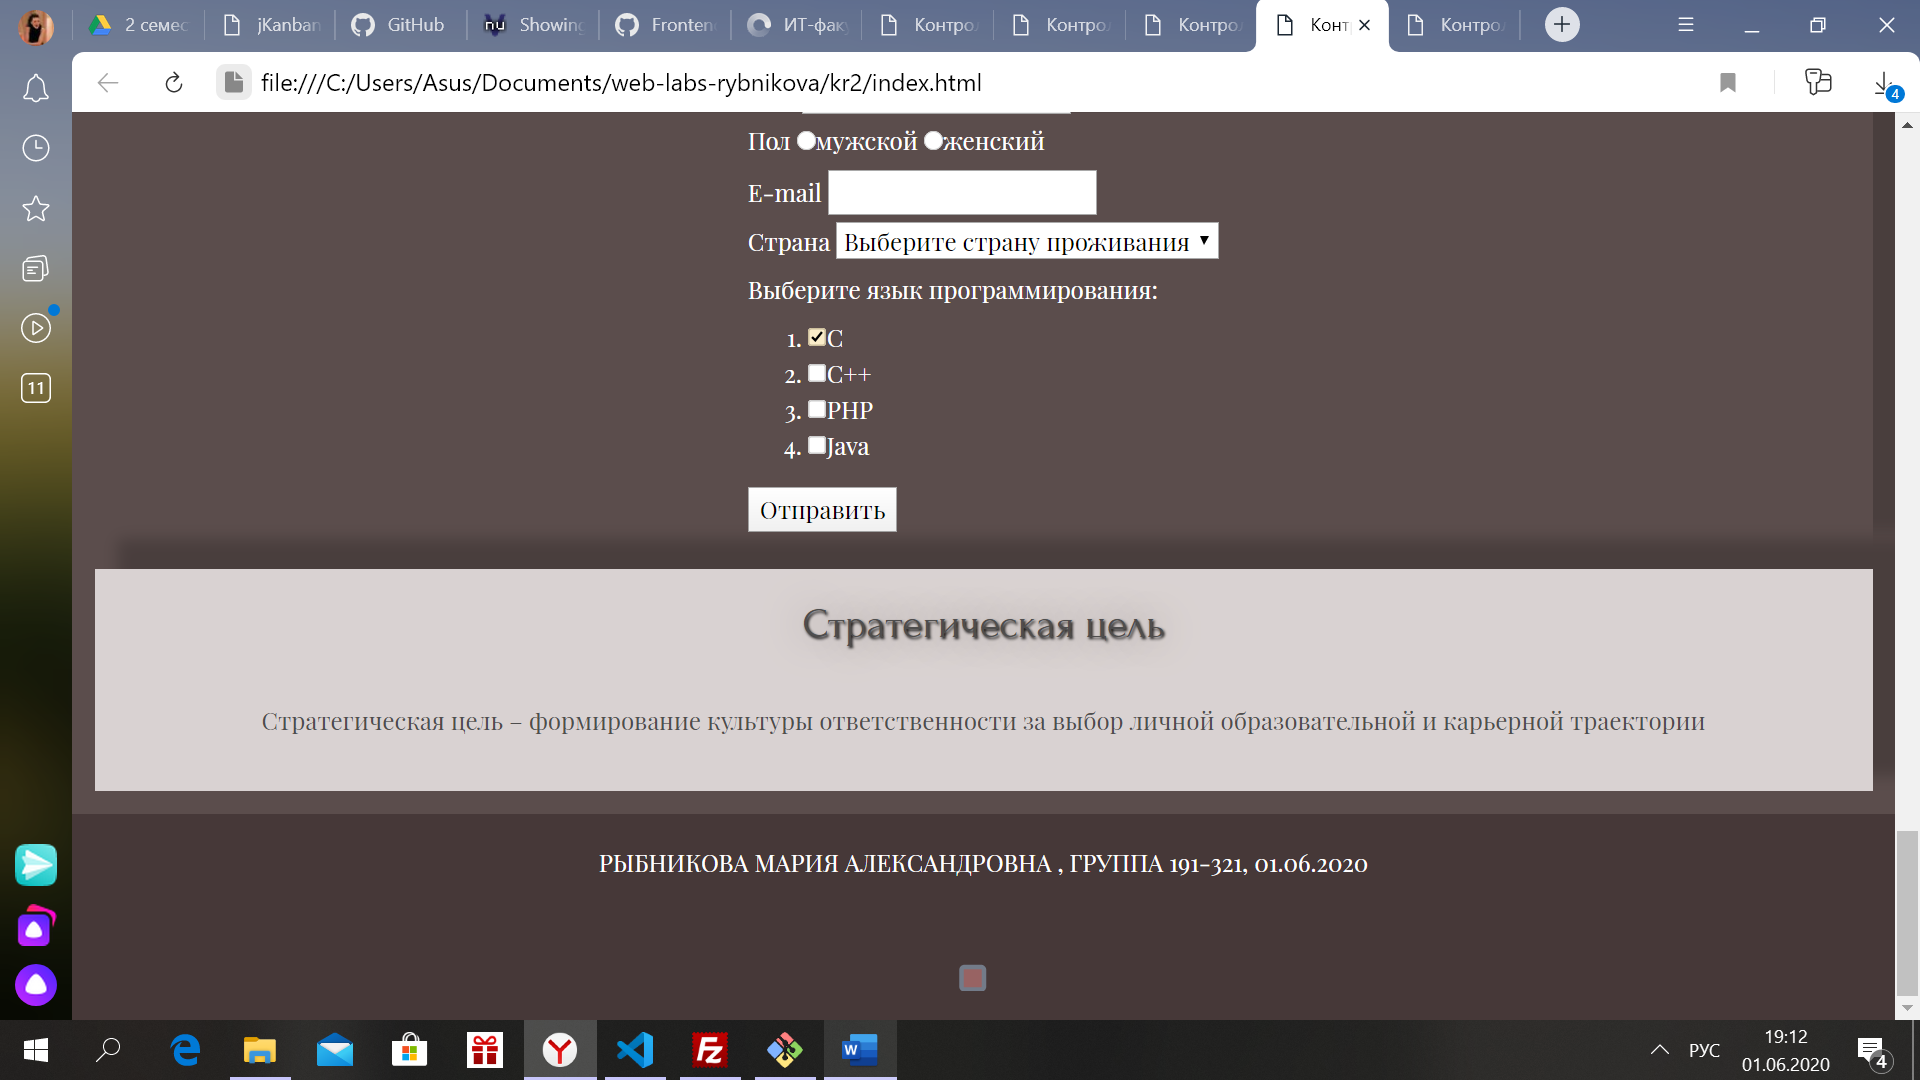 2 семес
jKanban
GitHub
Showing
Fronten
ИТ-фак
Контро
Контро
Контро
Конт
Контро
file:///C:/Users/Asus/Documents/web-labs-rybnikova/kr2/index.html
4
Пол мужской женский
E-mail
Страна Выберите страну проживания
Выберите язык программирования:
1. C
2. C++
3. PHP
4. Java
Отправить
11
Стратегическая цель
Стратегическая цель – формирование культуры ответственности за выбор личной образовательной и карьерной траектории
РЫБНИКОВА МАРИЯ АЛЕКСАНДРОВНА , ГРУППА 191-321, 01.06.2020
РУС
19:12
01.06.2020
4